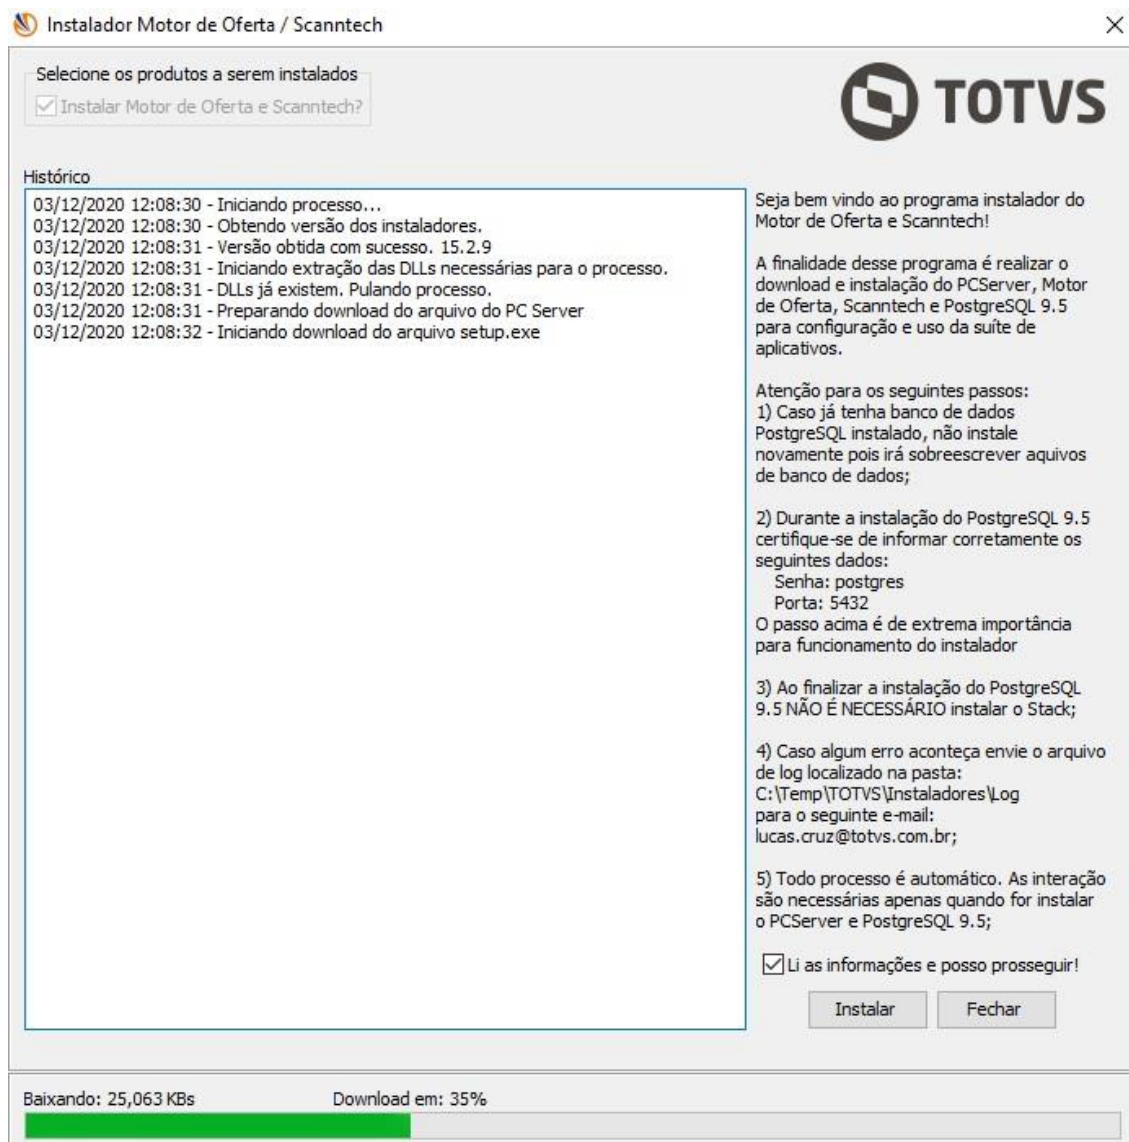 Instalador Motor de Oferta / Scanntech
Selecione os produtos a serem instalados
Instalar Motor de Oferta e Scanntech?
TOTVS
Histórico
03/12/2020 12:08:30 - Iniciando processo...
03/12/2020 12:08:30 - Obtendo versão dos instaladores.
03/12/2020 12:08:31 - Versão obtida com sucesso. 15.2.9
03/12/2020 12:08:31 - Iniciando extração das DLLs necessárias para o processo.
03/12/2020 12:08:31 - DLLs já existem. Pulando processo.
03/12/2020 12:08:31 - Preparando download do arquivo do PC Server
03/12/2020 12:08:32 - Iniciando download do arquivo setup.exe
Seja bem vindo ao programa instalador do
Motor de Oferta e Scanntech!
A finalidade desse programa é realizar o
download e instalação do PCServer, Motor
de Oferta, Scanntech e PostgreSQL 9.5
para configuração e uso da suíte de
aplicativos.
Atenção para os seguintes passos:
1) Caso já tenha banco de dados
PostgreSQL instalado, não instale
novamente pois irá sobreescrever aquivos
de banco de dados;
2) Durante a instalação do PostgreSQL 9.5
certifique-se de informar corretamente os
seguintes dados:
Senha: postgres
Porta: 5432
O passo acima é de extrema importância
para funcionamento do instalador
3) Ao finalizar a instalação do PostgreSQL
9.5 NÃO É NECESSÁRIO instalar o Stack;
4) Caso algum erro aconteça envie o arquivo
de log localizado na pasta:
C:\Temp\TOTVS\Instaladores\Log
para o seguinte e-mail:
lucas.cruz@totvs.com.br;
5) Todo processo é automático. As interação
são necessárias apenas quando for instalar
o PCServer e PostgreSQL 9.5;
Li as informações e posso prosseguir!
Instalar Fechar
Baixando: 25,063 KBs Download em: 35%